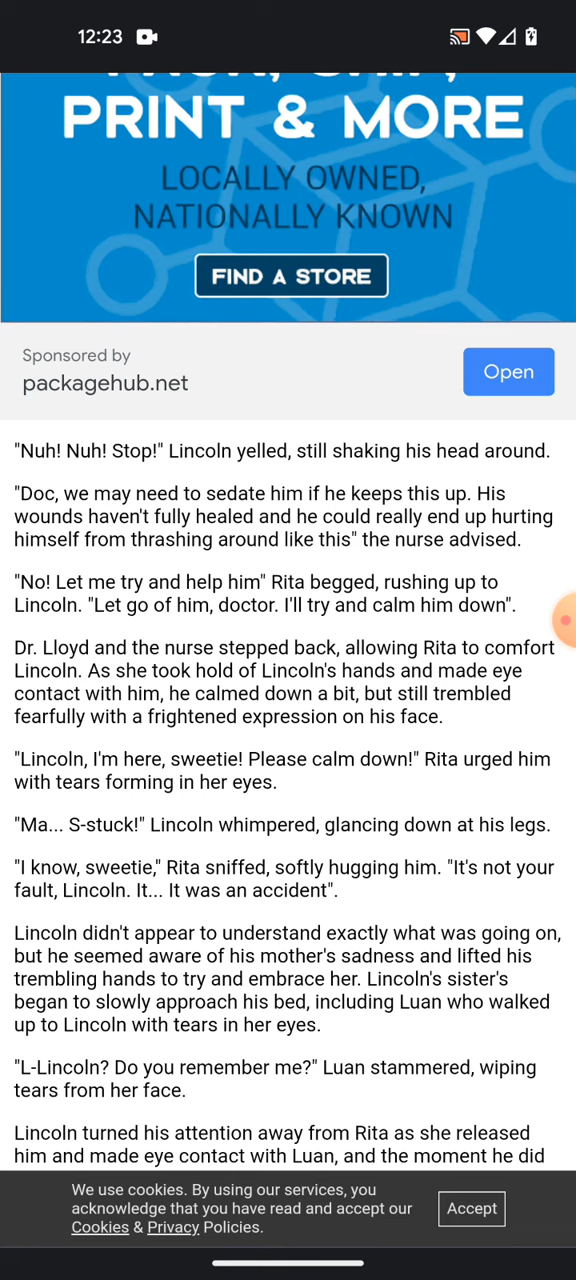 12:23
PRINT & MORE
LOCALLY OWNED,
NATIONALLY KNOWN
FIND A STORE
Sponsored by
packagehub.net
Open
"Nuh! Nuh! Stop!" Lincoln yelled, still shaking his head around.
"Doc, we may need to sedate him if he keeps this up. His
wounds haven't fully healed and he could really end up hurting
himself from thrashing around like this" the nurse advised.
"No! Let me try and help him" Rita begged, rushing up to
Lincoln. "Let go of him, doctor. I'll try and calm him down".
Dr. Lloyd and the nurse stepped back, allowing Rita to comfort
Lincoln. As she took hold of Lincoln's hands and made eye
contact with him, he calmed down a bit, but still trembled
fearfully with a frightened expression on his face.
"Lincoln, I'm here, sweetie! Please calm down!" Rita urged him
with tears forming in her eyes.
"Ma... S-stuck!" Lincoln whimpered, glancing down at his legs.
"I know, sweetie," Rita sniffed, softly hugging him. "It's not your
fault, Lincoln. It... It was an accident".
Lincoln didn't appear to understand exactly what was going on,
but he seemed aware of his mother's sadness and lifted his
trembling hands to try and embrace her. Lincoln's sister's
began to slowly approach his bed, including Luan who walked
up to Lincoln with tears in her eyes.
"L-Lincoln? Do you remember me?" Luan stammered, wiping
tears from her face.
Lincoln turned his attention away from Rita as she released
him and made eye contact with Luan, and the moment he did
We use cookies. By using our services, you
acknowledge that you have read and accept our
Cookies & Privacy Policies.
Accept